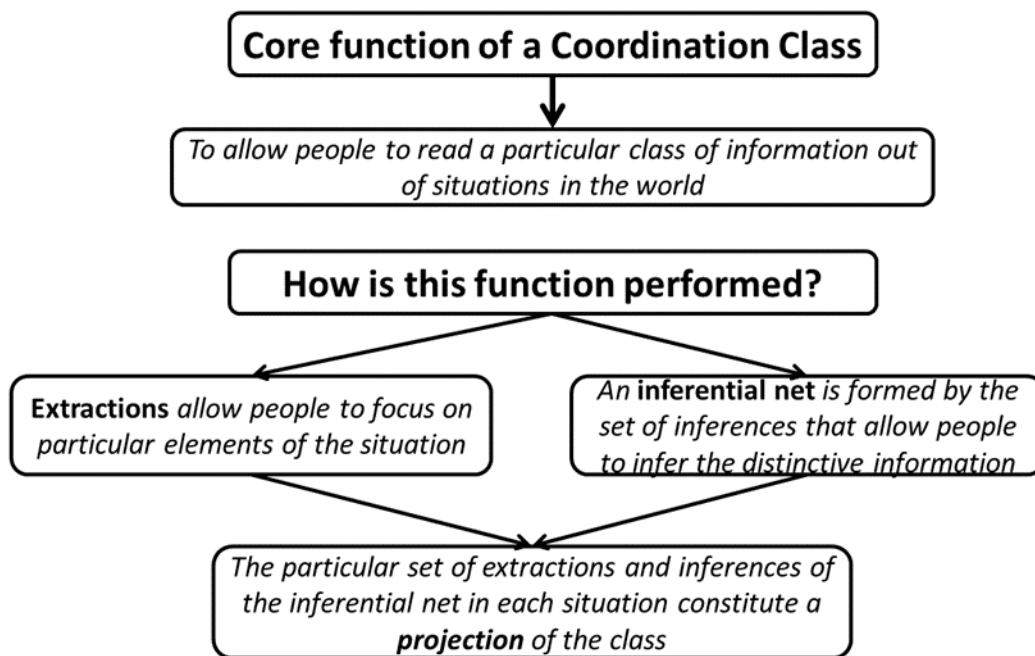 Core function of a Coordination Class
To allow people to read a particular class of information out
of situations in the world
How is this function performed?
Extractions allow people to focus on
particular elements of the situation
An inferential net is formed by the
set of inferences that allow people
to infer the distinctive information
The particular set of extractions and inferences of
the inferential net in each situation constitute a
projection of the class